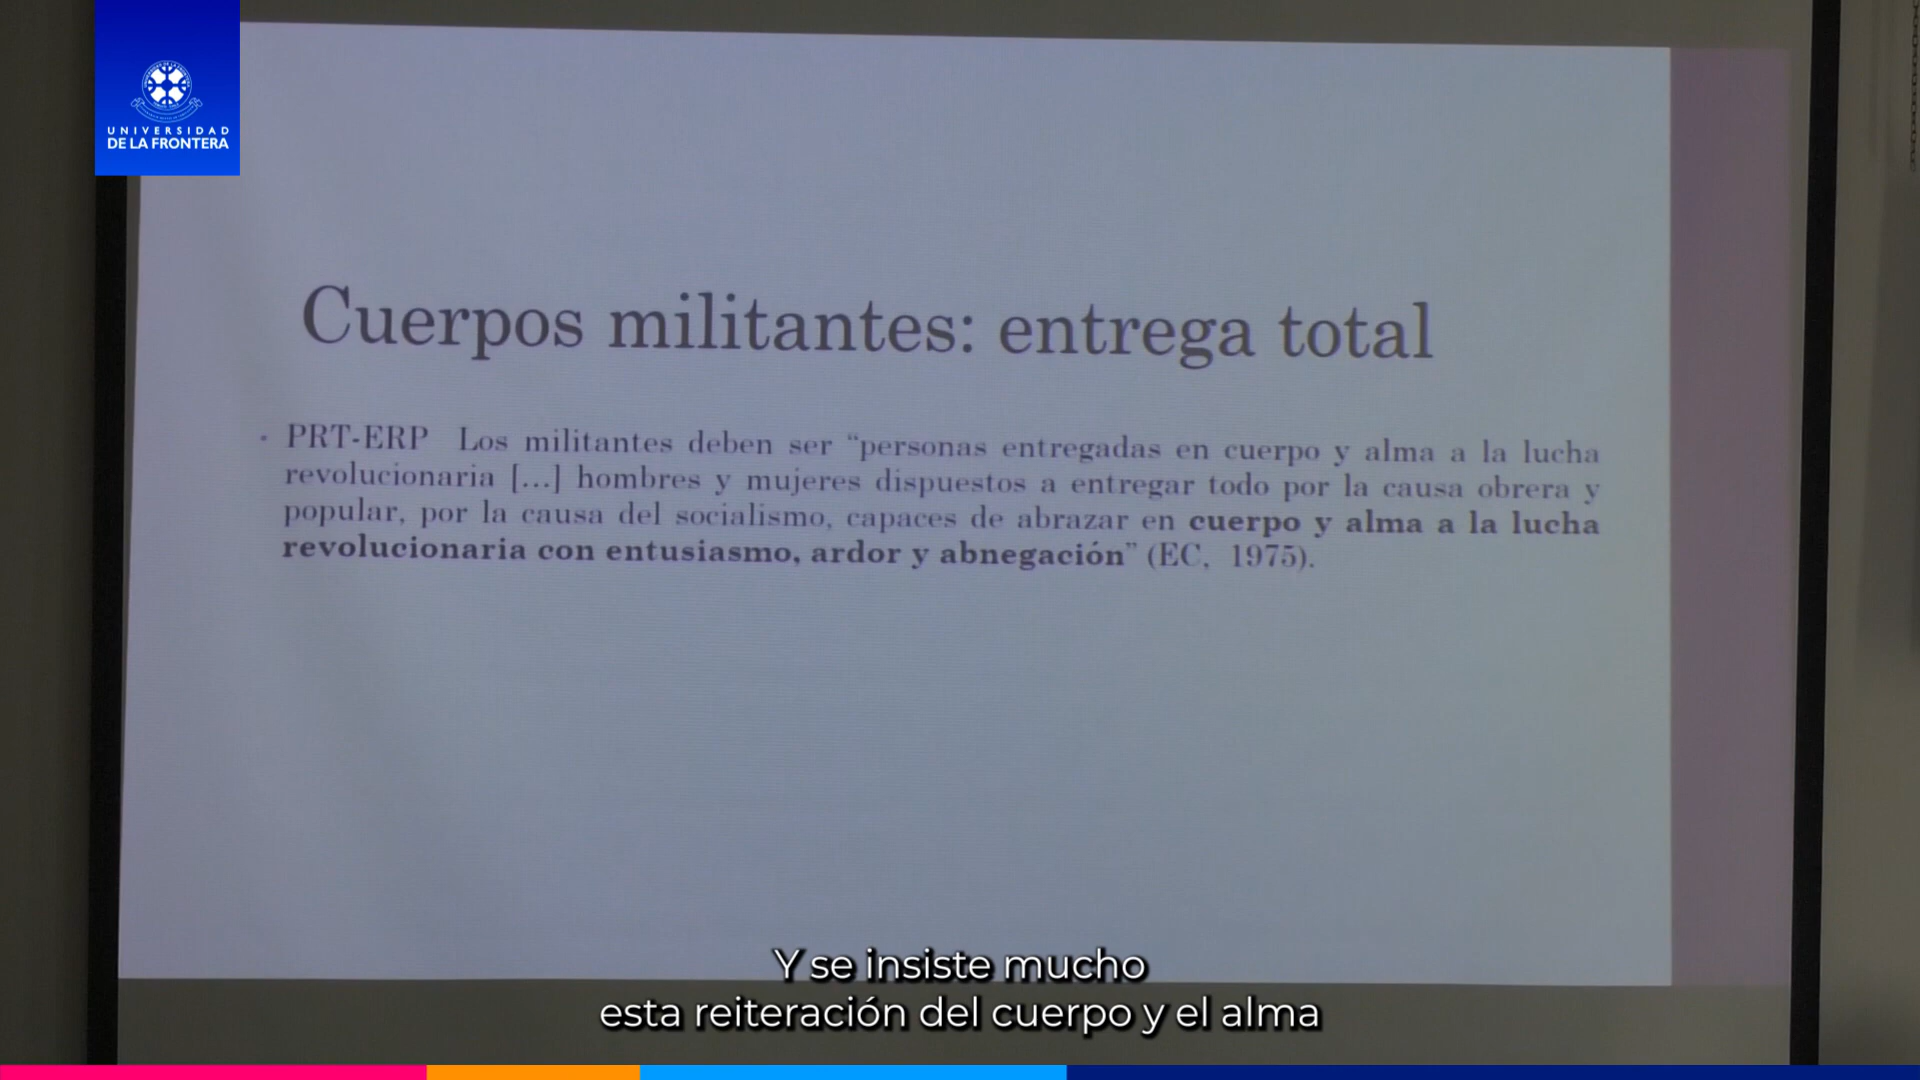 UNIVERSIDAD
DE LA FRONTERA
Cuerpos militantes: entrega total
• PRT-ERP Los militantes deben ser “personas entregadas en cuerpo y alma a la lucha
revolucionaria [...] hombres y mujeres dispuestos a entregar todo por la causa obrera y
popular, por la causa del socialismo, capaces de abrazar en cuerpo y alma a la lucha
revolucionaria con entusiasmo, ardor y abnegación” (EC, 1975).
Y se insiste mucho
esta reiteración del cuerpo y el alma